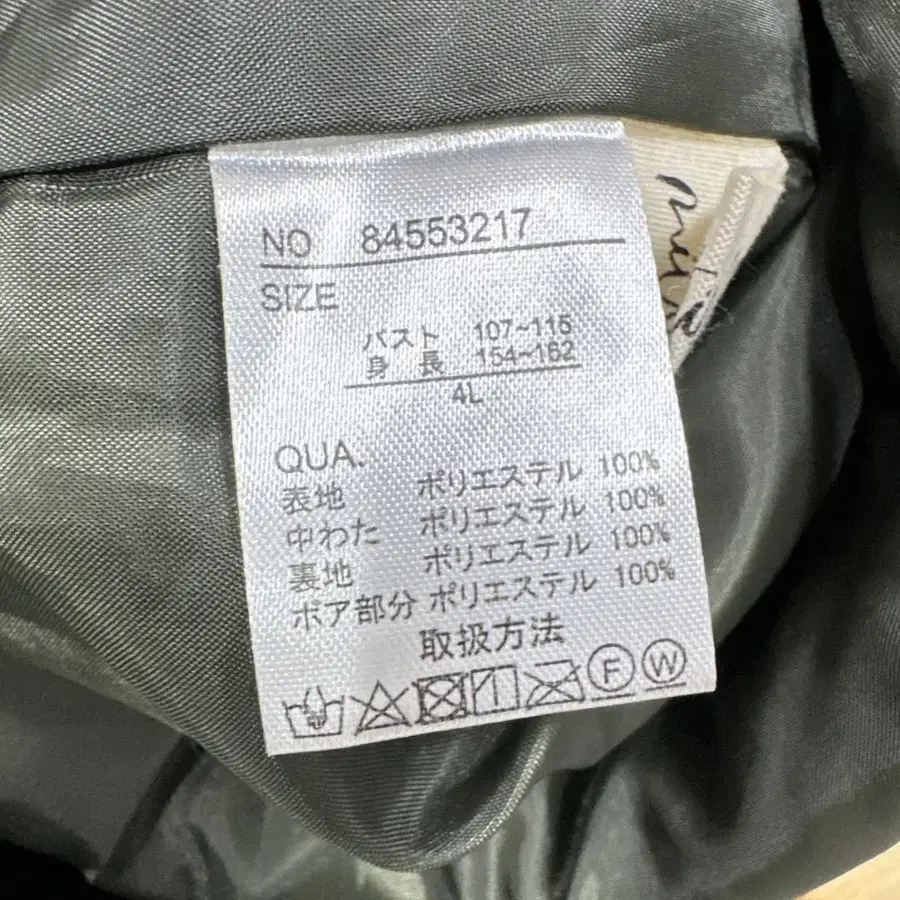 NO 84553217
SIZE
バスト 107~115
身長 154~162
4L
QUA.
表地 ポリエステル 100%
中わた ポリエステル 100%
裏地 ポリエステル 100%
ボア部分 ポリエステル 100%
取扱方法
F W